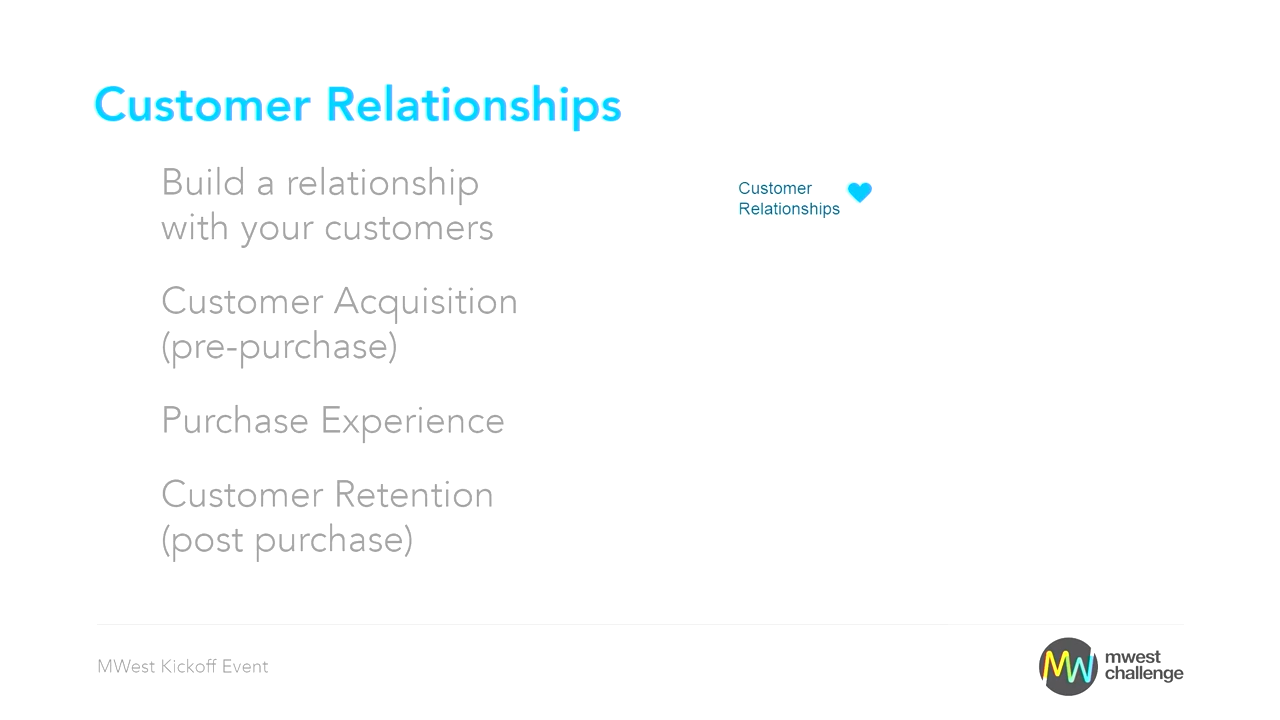 Customer Relationships
Build a relationship
with your customers
Customer Acquisition
(pre-purchase)
Purchase Experience
Customer Retention
(post purchase)
Customer
Relationships
MWest Kickoff Event
MW
mwest
challenge